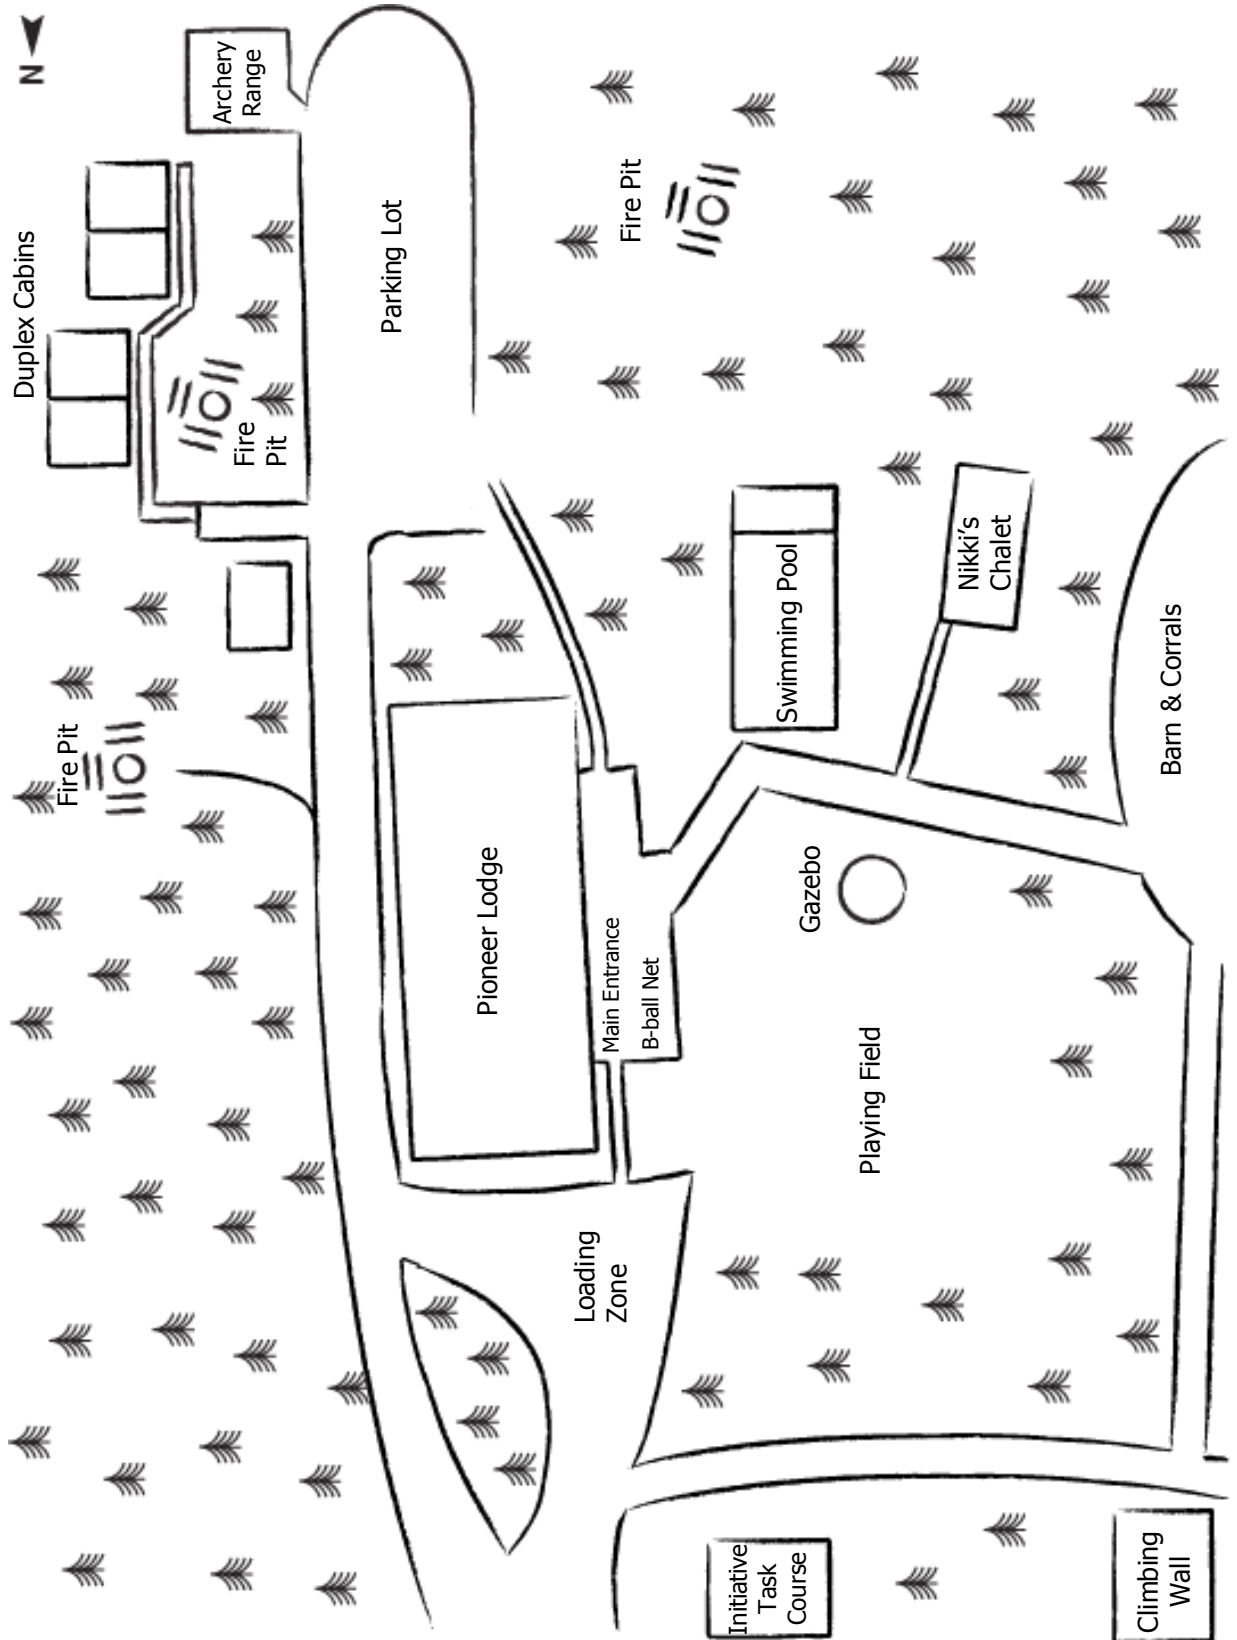 N
Archery
Range
Duplex Cabins
Parking Lot
Fire Pit
Fire
Pit
Swimming Pool
Nikki's
Chalet
Barn & Corrals
Fire Pit
Pioneer Lodge
Main Entrance
B-ball Net
Gazebo
Playing Field
Loading
Zone
Initiative
Task
Course
Climbing
Wall